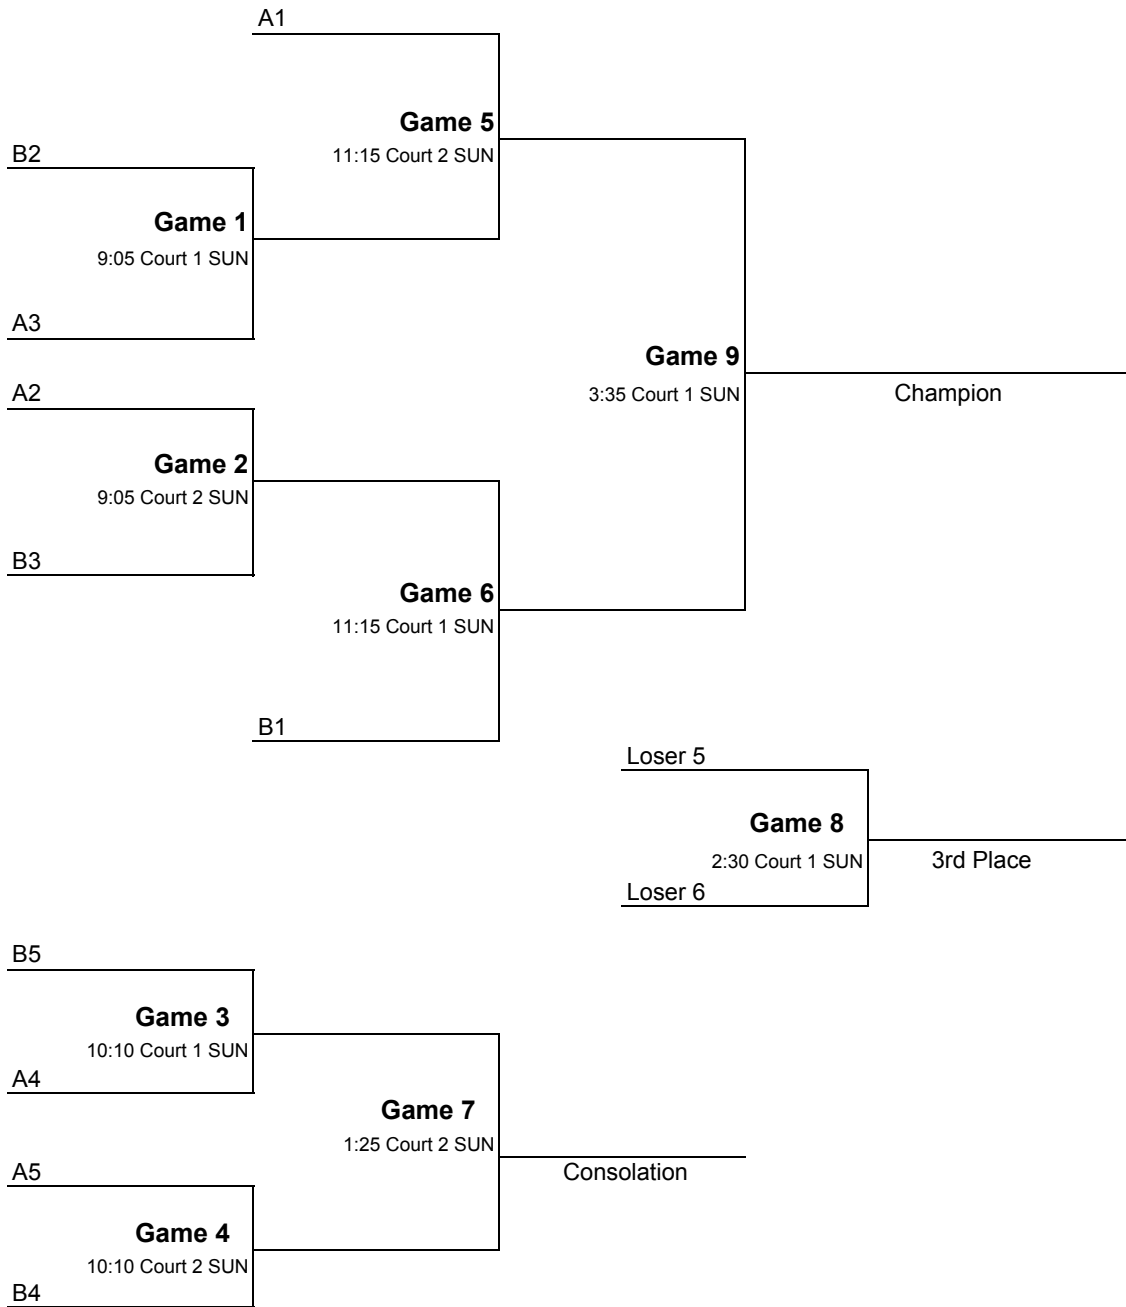 A1
Game 5
11:15 Court 2 SUN
B2
Game 1
9:05 Court 1 SUN
A3
Game 9
3:35 Court 1 SUN
Champion
A2
Game 2
9:05 Court 2 SUN
B3
Game 6
11:15 Court 1 SUN
B1
Loser 5
Game 8
2:30 Court 1 SUN
3rd Place
Loser 6
B5
Game 3
10:10 Court 1 SUN
A4
Game 7
1:25 Court 2 SUN
Consolation
A5
Game 4
10:10 Court 2 SUN
B4